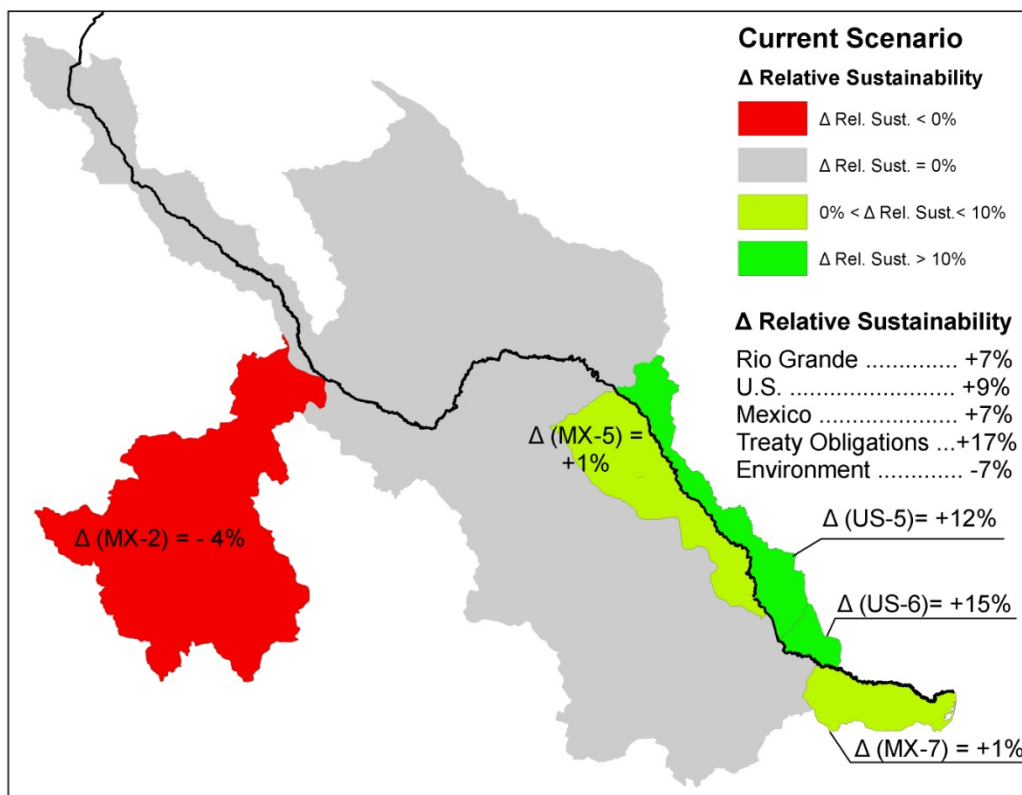 Current Scenario
Δ Relative Sustainability
Δ Rel. Sust. < 0%
Δ Rel. Sust. = 0%
0% < Δ Rel. Sust.< 10%
Δ Rel. Sust. > 10%
Δ Relative Sustainability
Rio Grande .............. +7%
U.S. .......................... +9%
Mexico ..................... +7%
Treaty Obligations ...+17%
Environment ............. -7%
Δ (MX-5) =
+1%
Δ (MX-2) = - 4%
Δ (US-5)= +12%
Δ (US-6)= +15%
Δ (MX-7) = +1%